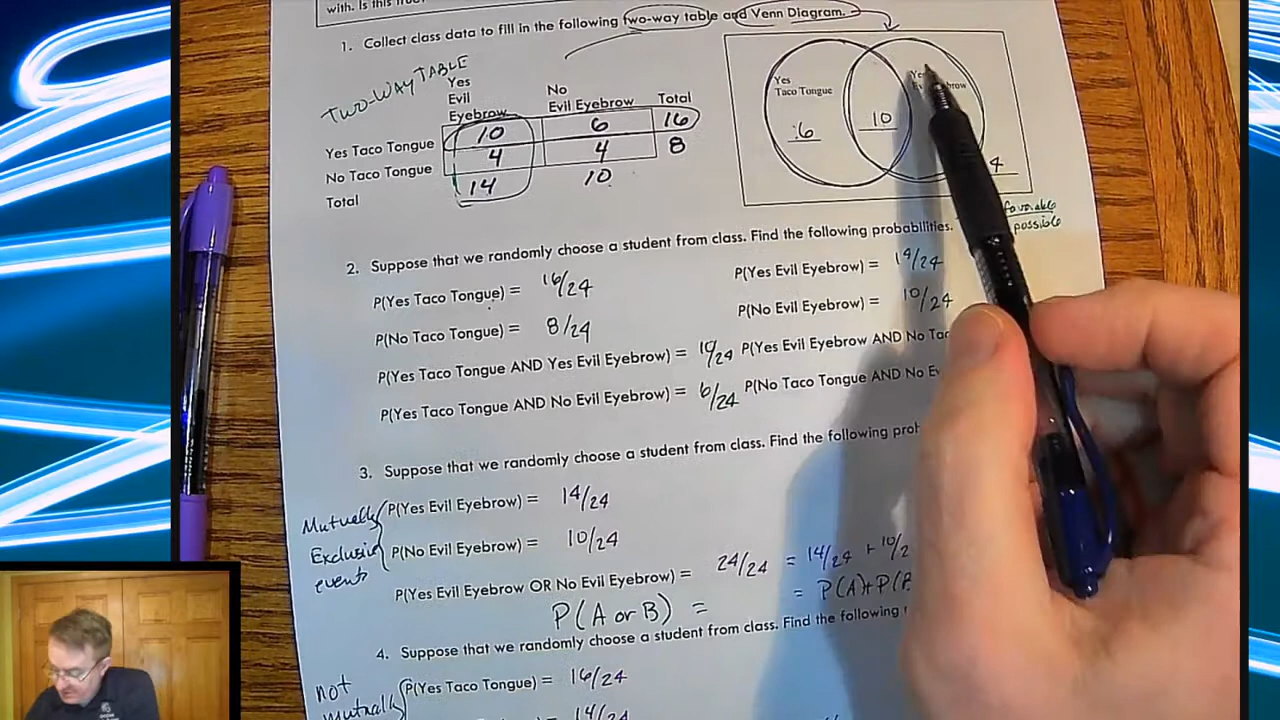 with. Is this
1. Collect class data to fill in the following two-way table and Venn Diagram.
TWO-WAY TABLE
Yes
Evil
Eyebrow
No
Evil Eyebrow
Total
Yes Taco Tongue 10 6 16
No Taco Tongue 4 4 8
Total 14 10
Yes
Taco Tongue
6
10
4
2. Suppose that we randomly choose a student from class. Find the following probabilities.
favorable
possible
P(Yes Taco Tongue) = 16/24
P(Yes Evil Eyebrow) = 14/24
P(No Taco Tongue) = 8/24
P(No Evil Eyebrow) = 10/24
P(Yes Taco Tongue AND Yes Evil Eyebrow) = 10/24 P(Yes Evil Eyebrow AND No
P(Yes Taco Tongue AND No Evil Eyebrow) = 6/24 P(No Taco Tongue AND No
3. Suppose that we randomly choose a student from class. Find the following
Mutually
Exclusive
events
P(Yes Evil Eyebrow) = 14/24
P(No Evil Eyebrow) = 10/24
P(Yes Evil Eyebrow OR No Evil Eyebrow) = 24/24 = 14/24 +
P(A or B) = = P(A)+
4. Suppose that we randomly choose a student from class. Find the following
not
mutually
P(Yes Taco Tongue) = 16/24
14/24